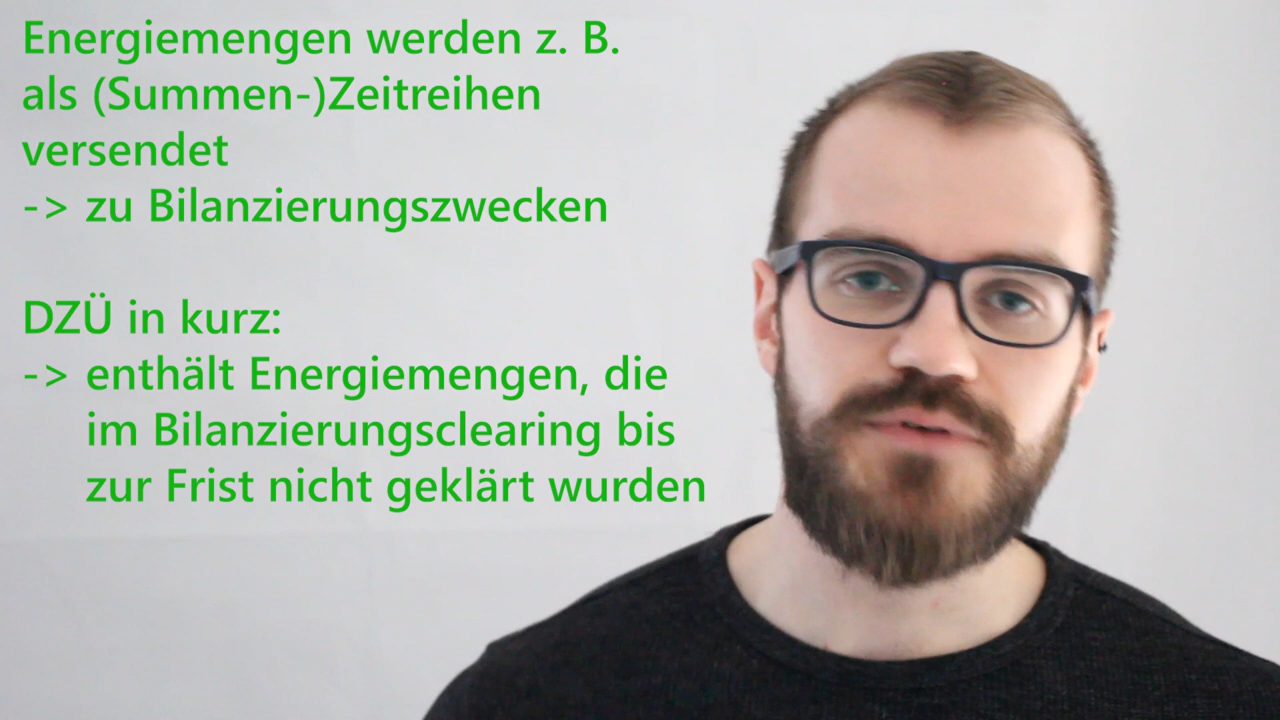 Energiemengen werden z. B.
als (Summen-)Zeitreihen
versendet
-> zu Bilanzierungszwecken
DZÜ in kurz:
-> enthält Energiemengen, die
im Bilanzierungsclearing bis
zur Frist nicht geklärt wurden